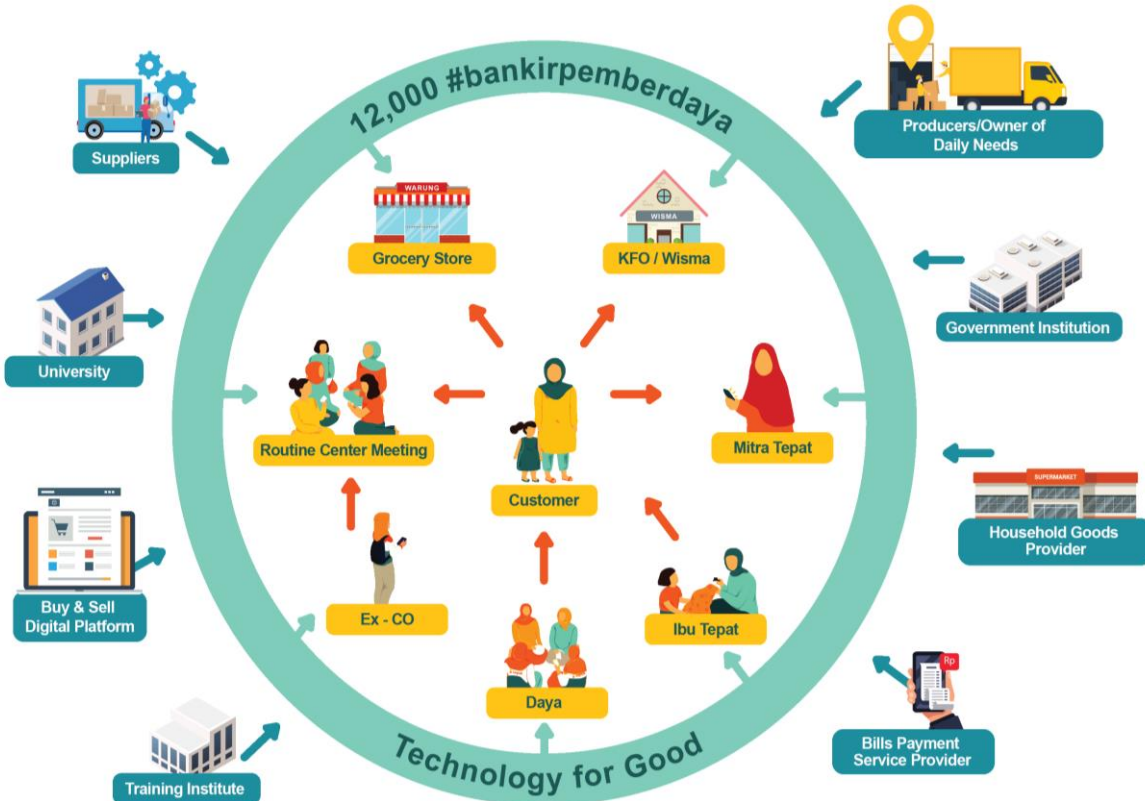 12,000 #bankirpemberdaya
Suppliers
Producers/Owner of
Daily Needs
WARUNG
Grocery Store
WISMA
KFO / Wisma
University
Government Institution
Routine Center Meeting
Customer
Mitra Tepat
SUPERMARKET
Household Goods
Provider
Buy & Sell
Digital Platform
Ex - CO
Ibu Tepat
Daya
Rp
Bills Payment
Service Provider
Training Institute
Technology for Good